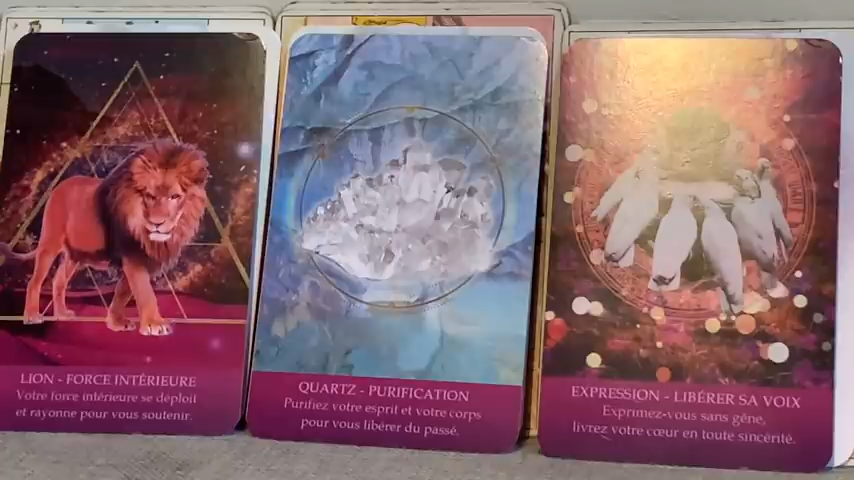 LION - FORCE INTÉRIEURE
Votre force intérieure se déploit
et rayonne pour vous soutenir.
QUARTZ - PURIFICATION
Purifiez votre esprit et votre corps
pour vous libérer du passé.
EXPRESSION - LIBÉRER SA VOIX
Exprimez-vous sans gêne,
livrez votre cœur en toute sincérité.